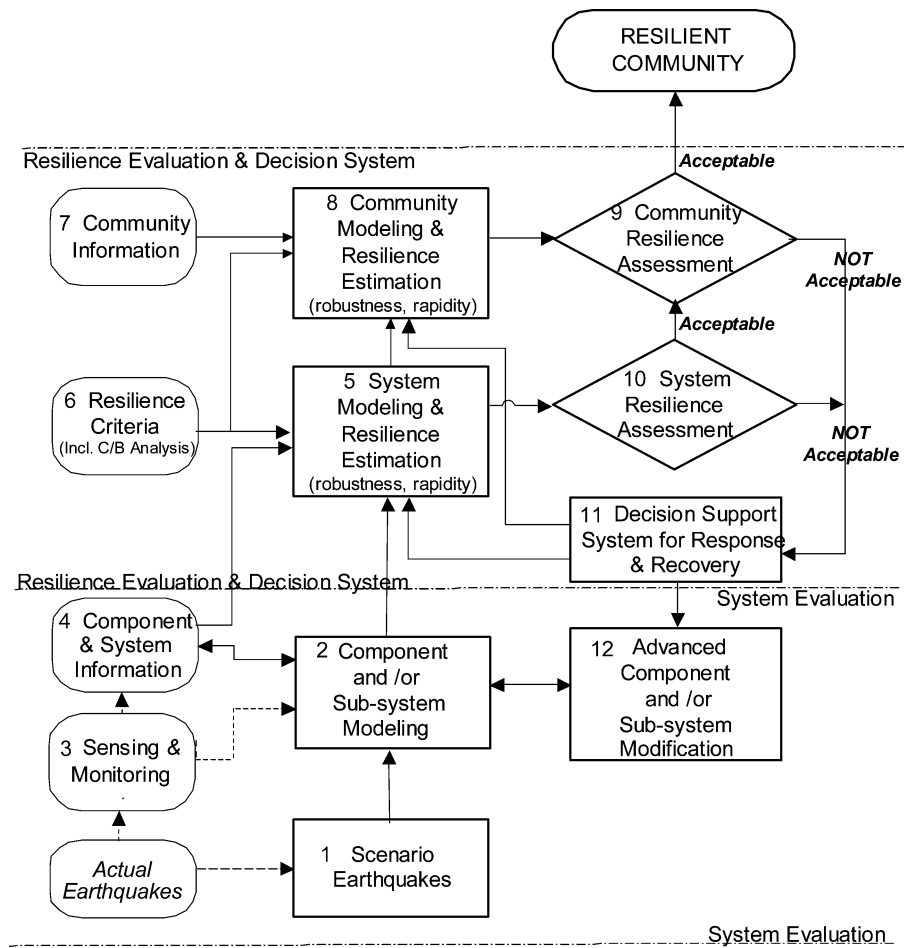 RESILIENT
COMMUNITY
Acceptable
Resilience Evaluation & Decision System
7 Community
Information
8 Community
Modeling &
Resilience
Estimation
(robustness, rapidity)
9 Community
Resilience
Assessment
NOT
Acceptable
Acceptable
6 Resilience
Criteria
(Incl. C/B Analysis)
5 System
Modeling &
Resilience
Estimation
(robustness, rapidity)
10 System
Resilience
Assessment
NOT
Acceptable
11 Decision Support
System for Response
& Recovery
Resilience Evaluation & Decision System
System Evaluation
4 Component
& System
Information
2 Component
and /or
Sub-system
Modeling
12 Advanced
Component
and /or
Sub-system
Modification
3 Sensing &
Monitoring
Actual
Earthquakes
1 Scenario
Earthquakes
System Evaluation